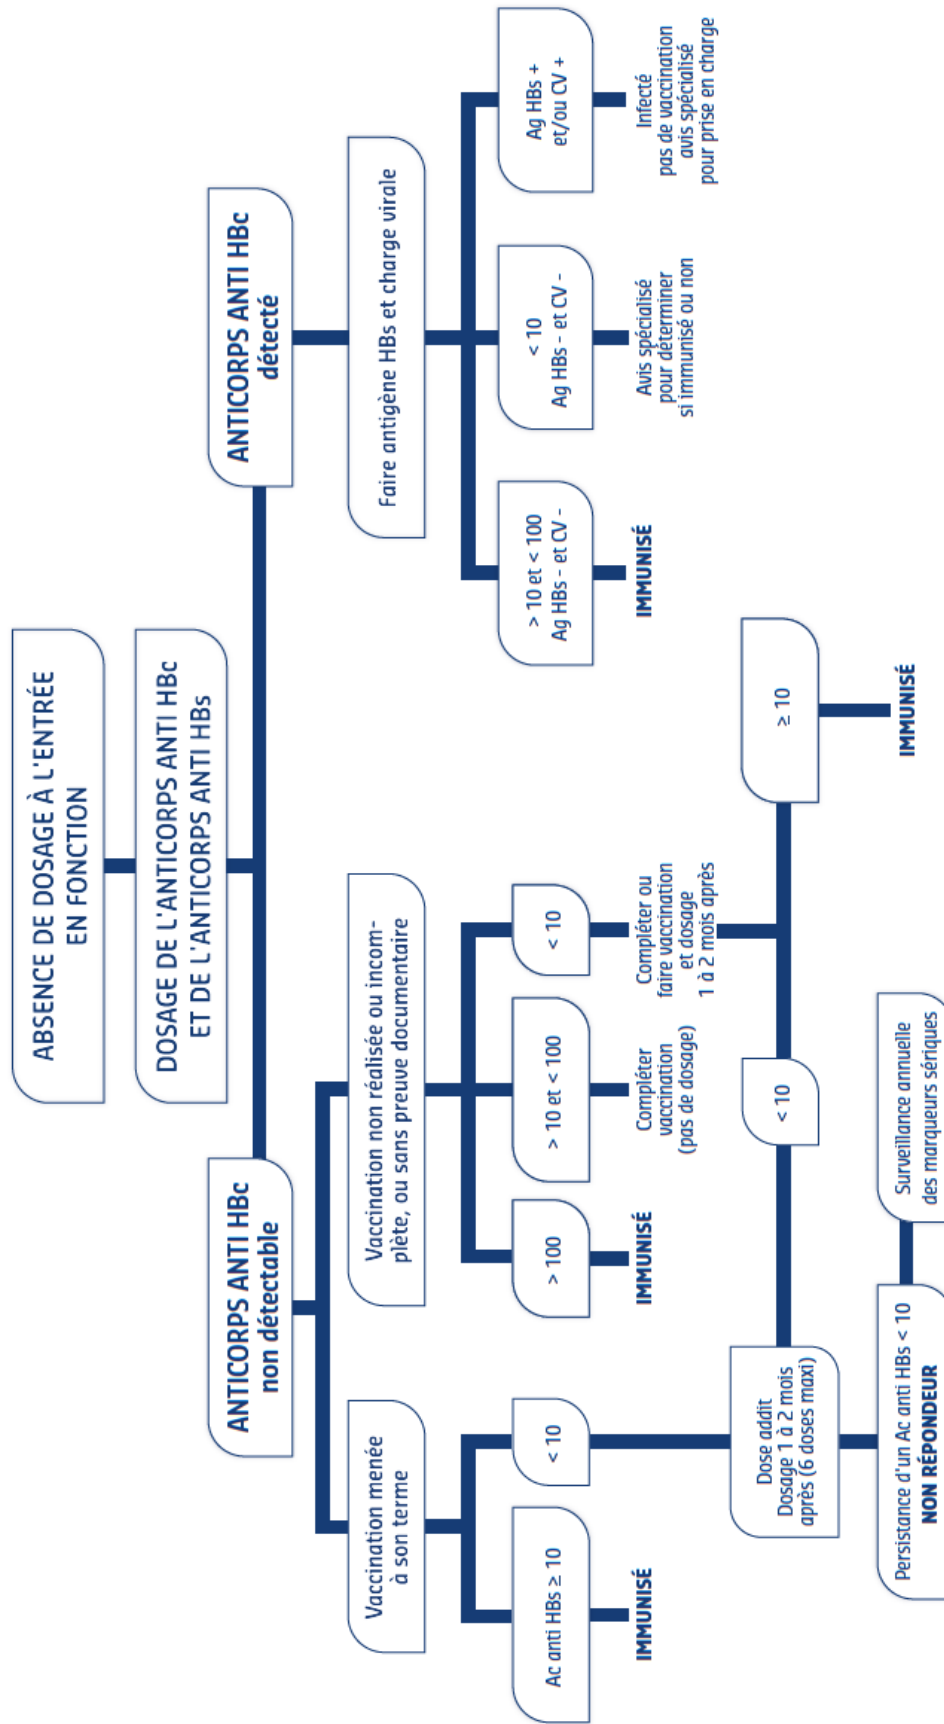 ABSENCE DE DOSAGE À L'ENTRÉE
EN FONCTION
DOSAGE DE L'ANTICORPS ANTI HBc
ET DE L'ANTICORPS ANTI HBs
ANTICORPS ANTI HBc
non détectable
ANTICORPS ANTI HBc
détecté
Vaccination menée
à son terme
Vaccination non réalisée ou incom-
plète, ou sans preuve documentaire
Faire antigène HBs et charge virale
Ac anti HBs ≥ 10
< 10
> 100
> 10 et < 100
< 10
> 10 et < 100
Ag HBs - et CV -
< 10
Ag HBs - et CV -
Ag HBs +
et/ou CV +
IMMUNISÉ
IMMUNISÉ
Compléter
vaccination
(pas de dosage)
Compléter ou
faire vaccination
et dosage
1 à 2 mois après
IMMUNISÉ
Avis spécialisé
pour déterminer
si immunisé ou non
Infecté
pas de vaccination
avis spécialisé
pour prise en charge
Dose addit
Dosage 1 à 2 mois
après (6 doses maxi)
< 10
≥ 10
IMMUNISÉ
Persistance d'un Ac anti HBs < 10
NON RÉPONDEUR
Surveillance annuelle
des marqueurs sériques